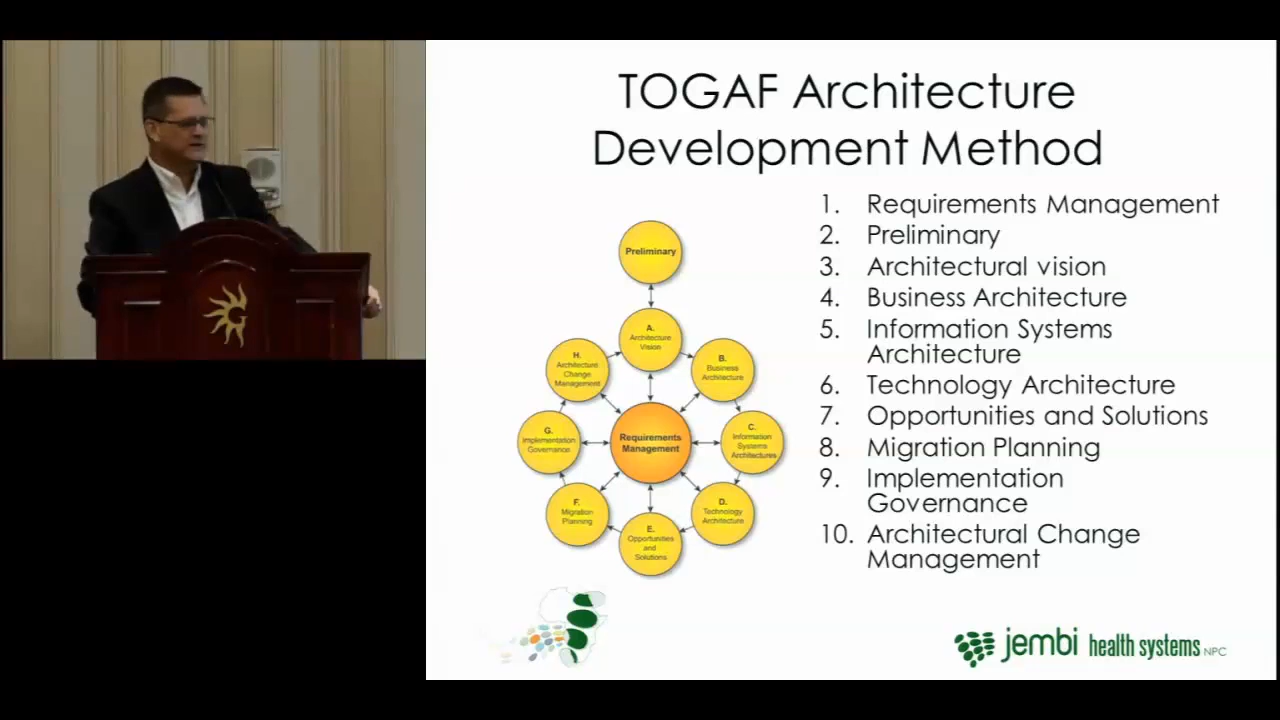 TOGAF Architecture
Development Method
1. Requirements Management
2. Preliminary
3. Architectural vision
4. Business Architecture
5. Information Systems
Architecture
6. Technology Architecture
7. Opportunities and Solutions
8. Migration Planning
9. Implementation
Governance
10. Architectural Change
Management
Preliminary
A.
Architecture
Vision
B.
Business
Architecture
C.
Information
Systems
Architectures
D.
Technology
Architecture
E.
Opportunities
and
Solutions
F.
Migration
Planning
G.
Implementation
Governance
H.
Architecture
Change
Management
Requirements
Management
jembi health systems NPC